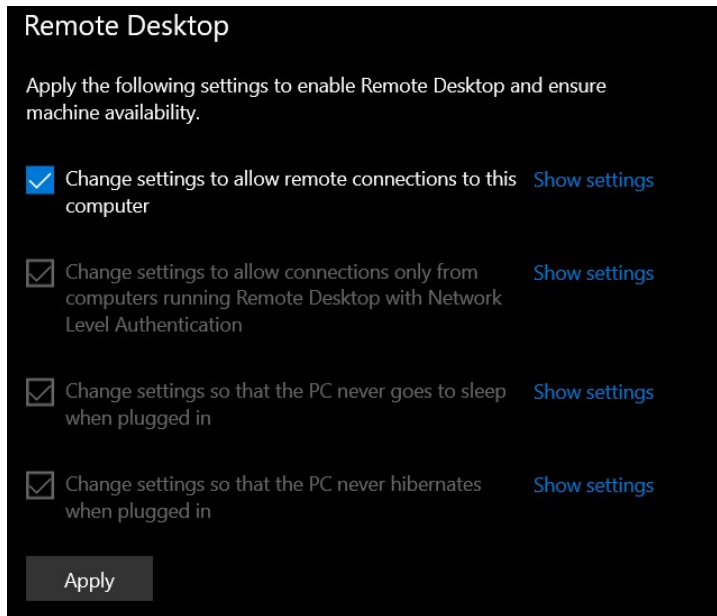 Remote Desktop
Apply the following settings to enable Remote Desktop and ensure
machine availability.
Change settings to allow remote connections to this
computer
Show settings
Change settings to allow connections only from
computers running Remote Desktop with Network
Level Authentication
Show settings
Change settings so that the PC never goes to sleep
when plugged in
Show settings
Change settings so that the PC never hibernates
when plugged in
Show settings
Apply